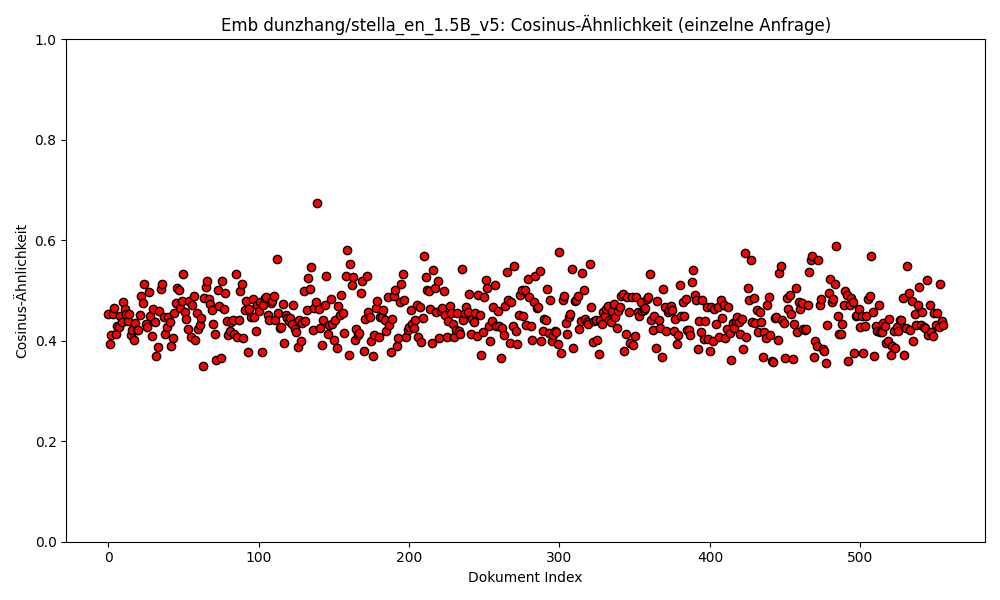 Emb dunzhang/stella_en_1.5B_v5: Cosinus-Ähnlichkeit (einzelne Anfrage)
1.0
0.8
0.6
0.4
0.2
0.0
Cosinus-Ähnlichkeit
0 100 200 300 400 500
Dokument Index